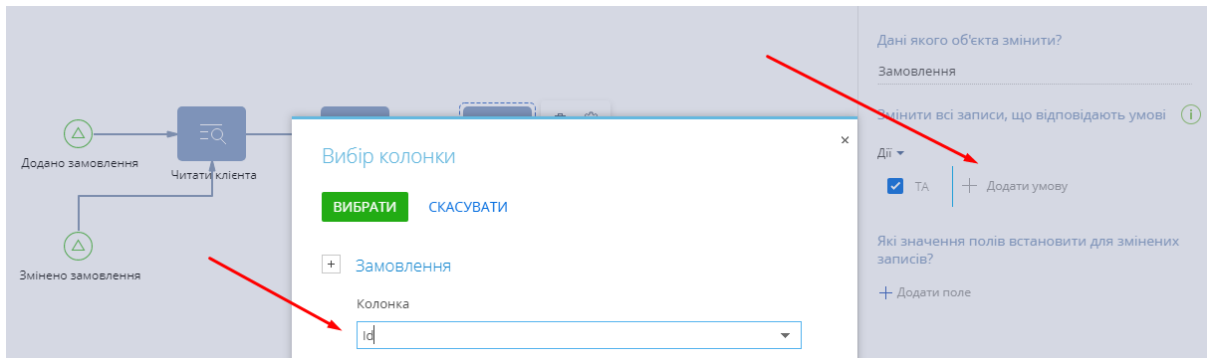 Дані якого об'єкта змінити?
Замовлення
Змінити всі записи, що відповідають умові
Дії
Додано замовлення
Читати клієнта
Вибір колонки
ТА
Додати умову
ВИБРАТИ
СКАСУВАТИ
Які значення полів встановити для змінених
записів?
Замовлення
Змінено замовлення
Додати поле
Колонка
Id